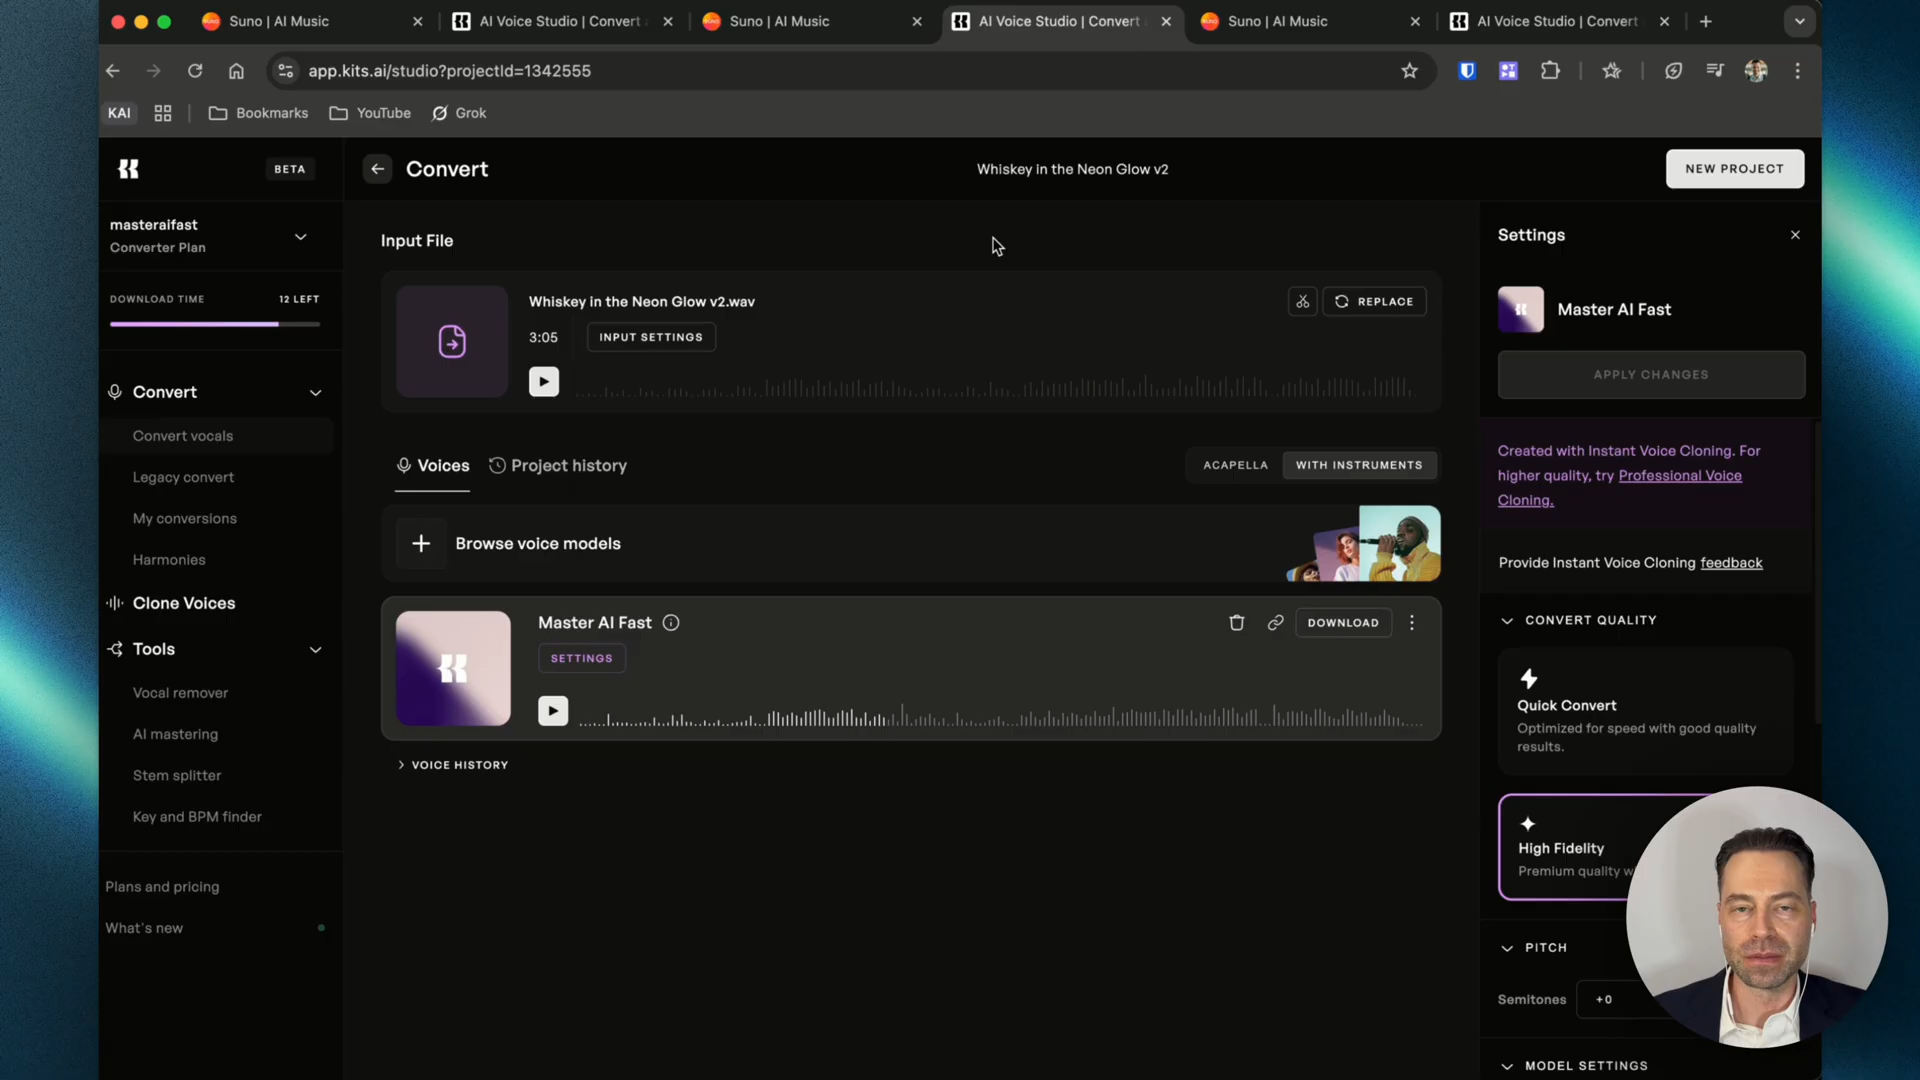 Suno | AI Music
AI Voice Studio | Convert
Suno | AI Music
AI Voice Studio | Convert
Suno | AI Music
AI Voice Studio | Convert
app.kits.ai/studio?projectId=1342555
KAI
Bookmarks
YouTube
Grok
BETA
Convert
Whiskey in the Neon Glow v2
NEW PROJECT
masteraifast
Converter Plan
DOWNLOAD TIME
12 LEFT
Convert
Convert vocals
Legacy convert
My conversions
Harmonies
Clone Voices
Tools
Vocal remover
AI mastering
Stem splitter
Key and BPM finder
Plans and pricing
What's new
Input File
Whiskey in the Neon Glow v2.wav
3:05
INPUT SETTINGS
REPLACE
Voices
Project history
ACAPELLA
WITH INSTRUMENTS
Browse voice models
Master AI Fast
DOWNLOAD
SETTINGS
VOICE HISTORY
Settings
Master AI Fast
APPLY CHANGES
Created with Instant Voice Cloning. For
higher quality, try Professional Voice
Cloning.
Provide Instant Voice Cloning feedback
CONVERT QUALITY
Quick Convert
Optimized for speed with good quality
results.
High Fidelity
Premium quality w
PITCH
Semitones
+0
MODEL SETTINGS